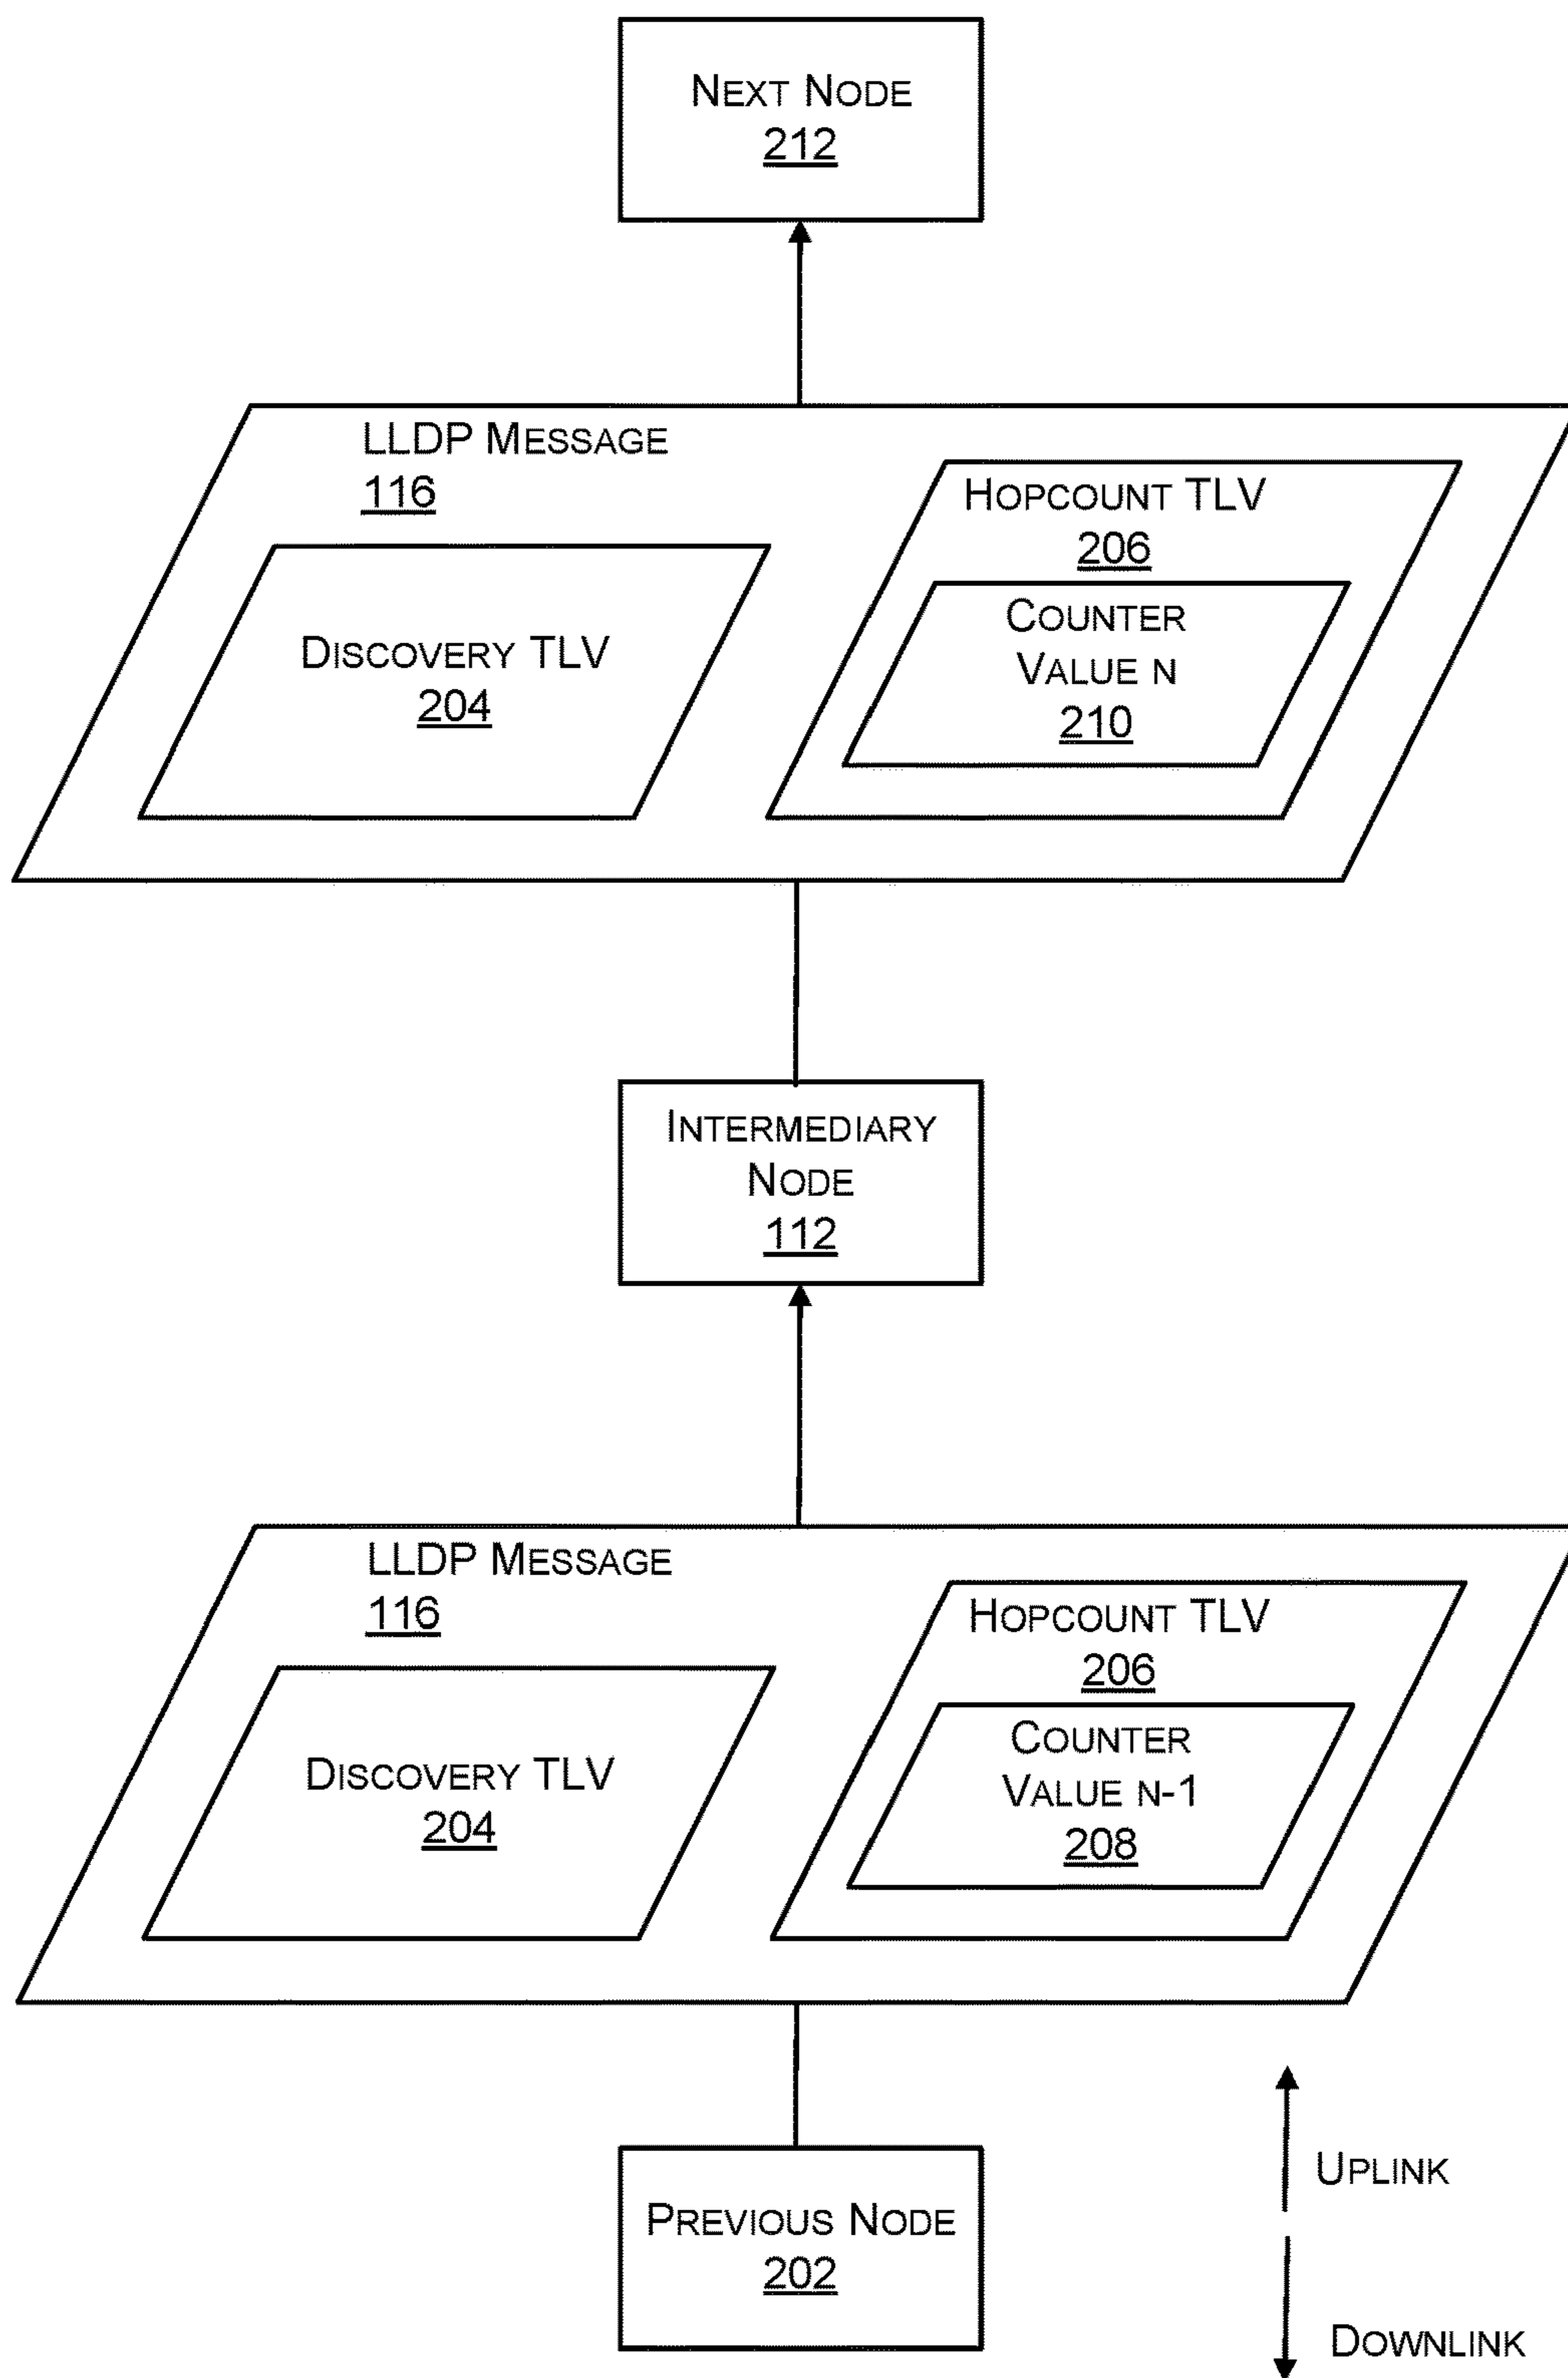 NEXT NODE
212
LLDP MESSAGE
116
HOPCOUNT TLV
206
DISCOVERY TLV
204
COUNTER
VALUE N
210
INTERMEDIARY
NODE
112
LLDP MESSAGE
116
HOPCOUNT TLV
206
DISCOVERY TLV
204
COUNTER
VALUE N-1
208
PREVIOUS NODE
202
UPLINK
DOWNLINK